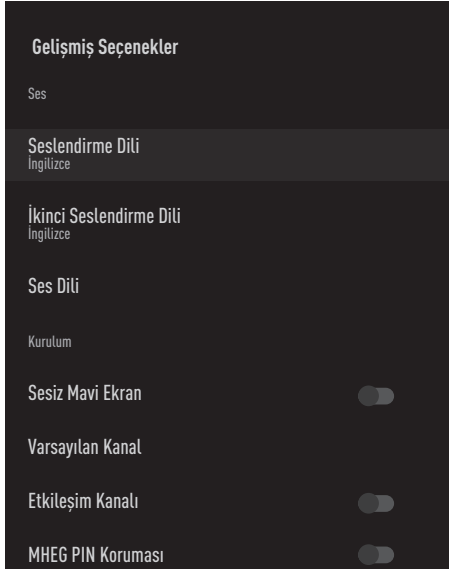 Gelişmiş Seçenekler
Ses
Seslendirme Dili
İngilizce
İkinci Seslendirme Dili
İngilizce
Ses Dili
Kurulum
Sesiz Mavi Ekran
Varsayılan Kanal
Etkileşim Kanalı
MHEG PIN Koruması